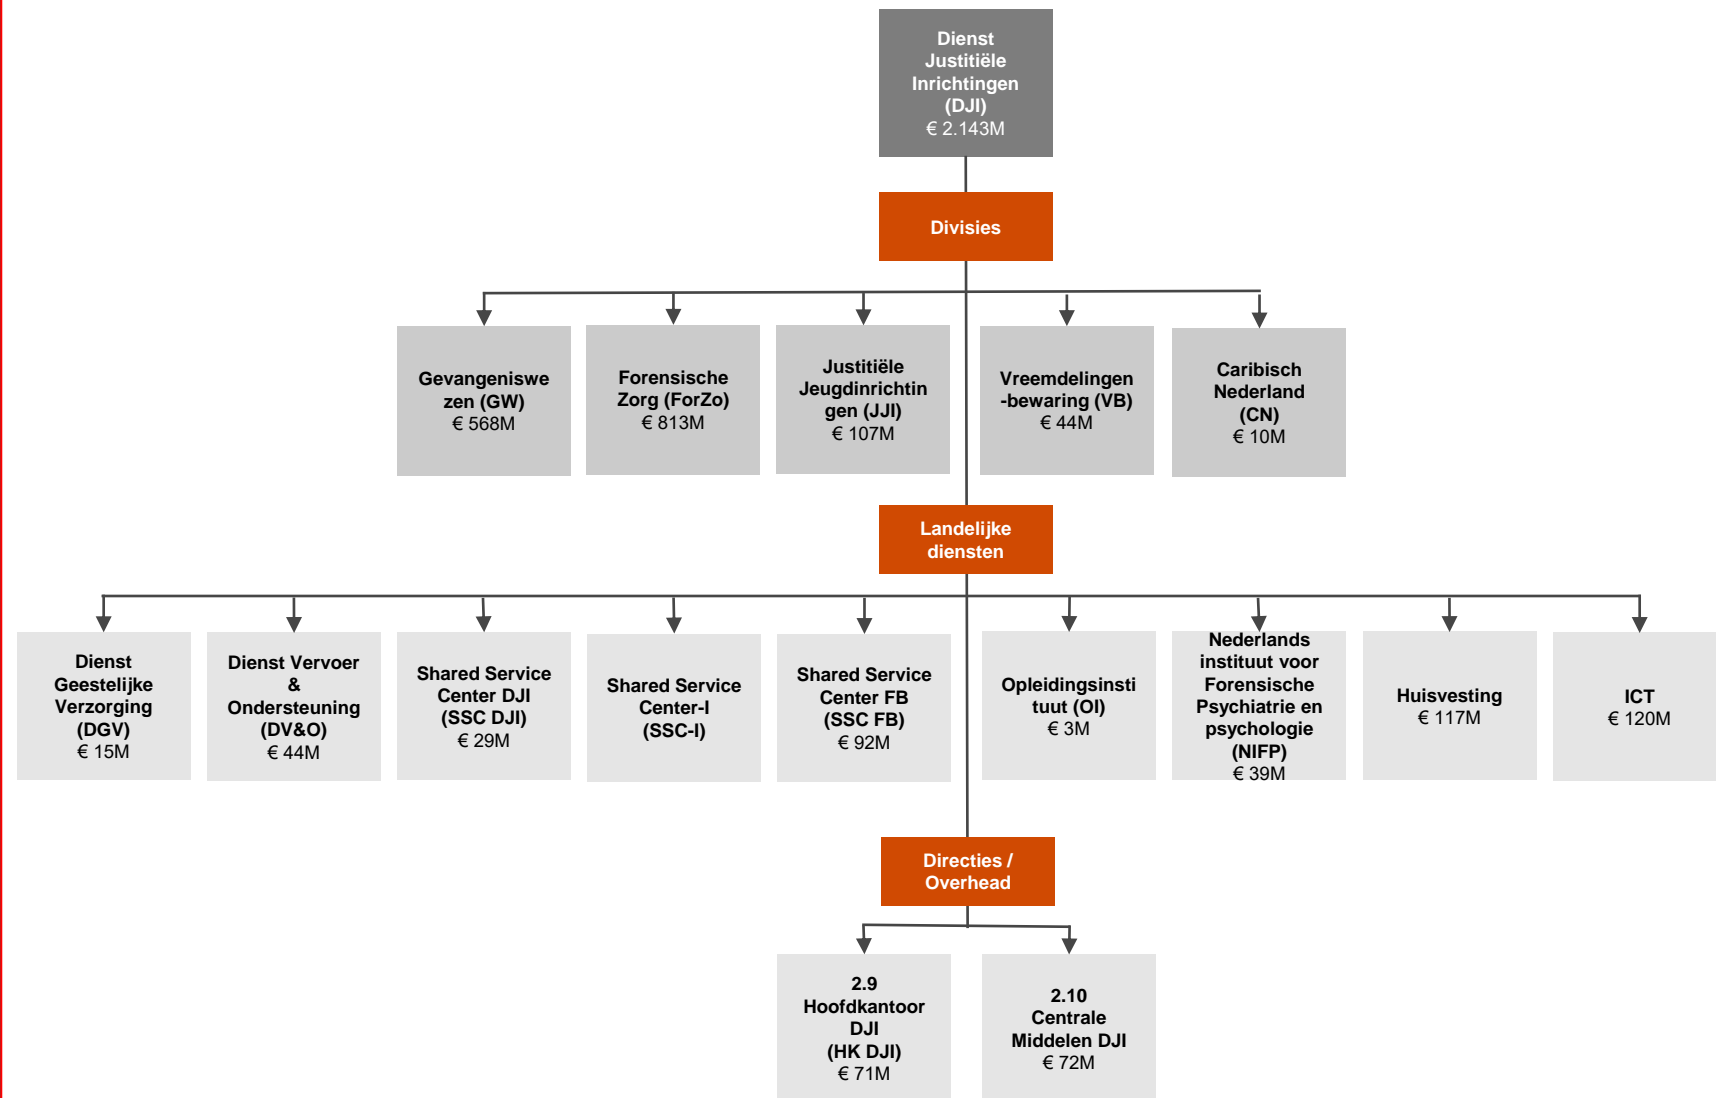 Dienst
Justitiële
Inrichtingen
(DJI)
€ 2.143M
Divisies
Gevangeniswe
zen (GW)
€ 568M
Forensische
Zorg (ForZo)
€ 813M
Justitiële
Jeugdinrichtin
gen (JJI)
€ 107M
Vreemdelingen
-bewaring (VB)
€ 44M
Caribisch
Nederland
(CN)
€ 10M
Landelijke
diensten
Dienst
Geestelijke
Verzorging
(DGV)
€ 15M
Dienst Vervoer
&
Ondersteuning
(DV&O)
€ 44M
Shared Service
Center DJI
(SSC DJI)
€ 29M
Shared Service
Center-I
(SSC-I)
Shared Service
Center FB
(SSC FB)
€ 92M
Opleidingsinsti
tuut (OI)
€ 3M
Nederlands
instituut voor
Forensische
Psychiatrie en
psychologie
(NIFP)
€ 39M
Huisvesting
€ 117M
ICT
€ 120M
Directies /
Overhead
2.9
Hoofdkantoor
DJI
(HK DJI)
€ 71M
2.10
Centrale
Middelen DJI
€ 72M